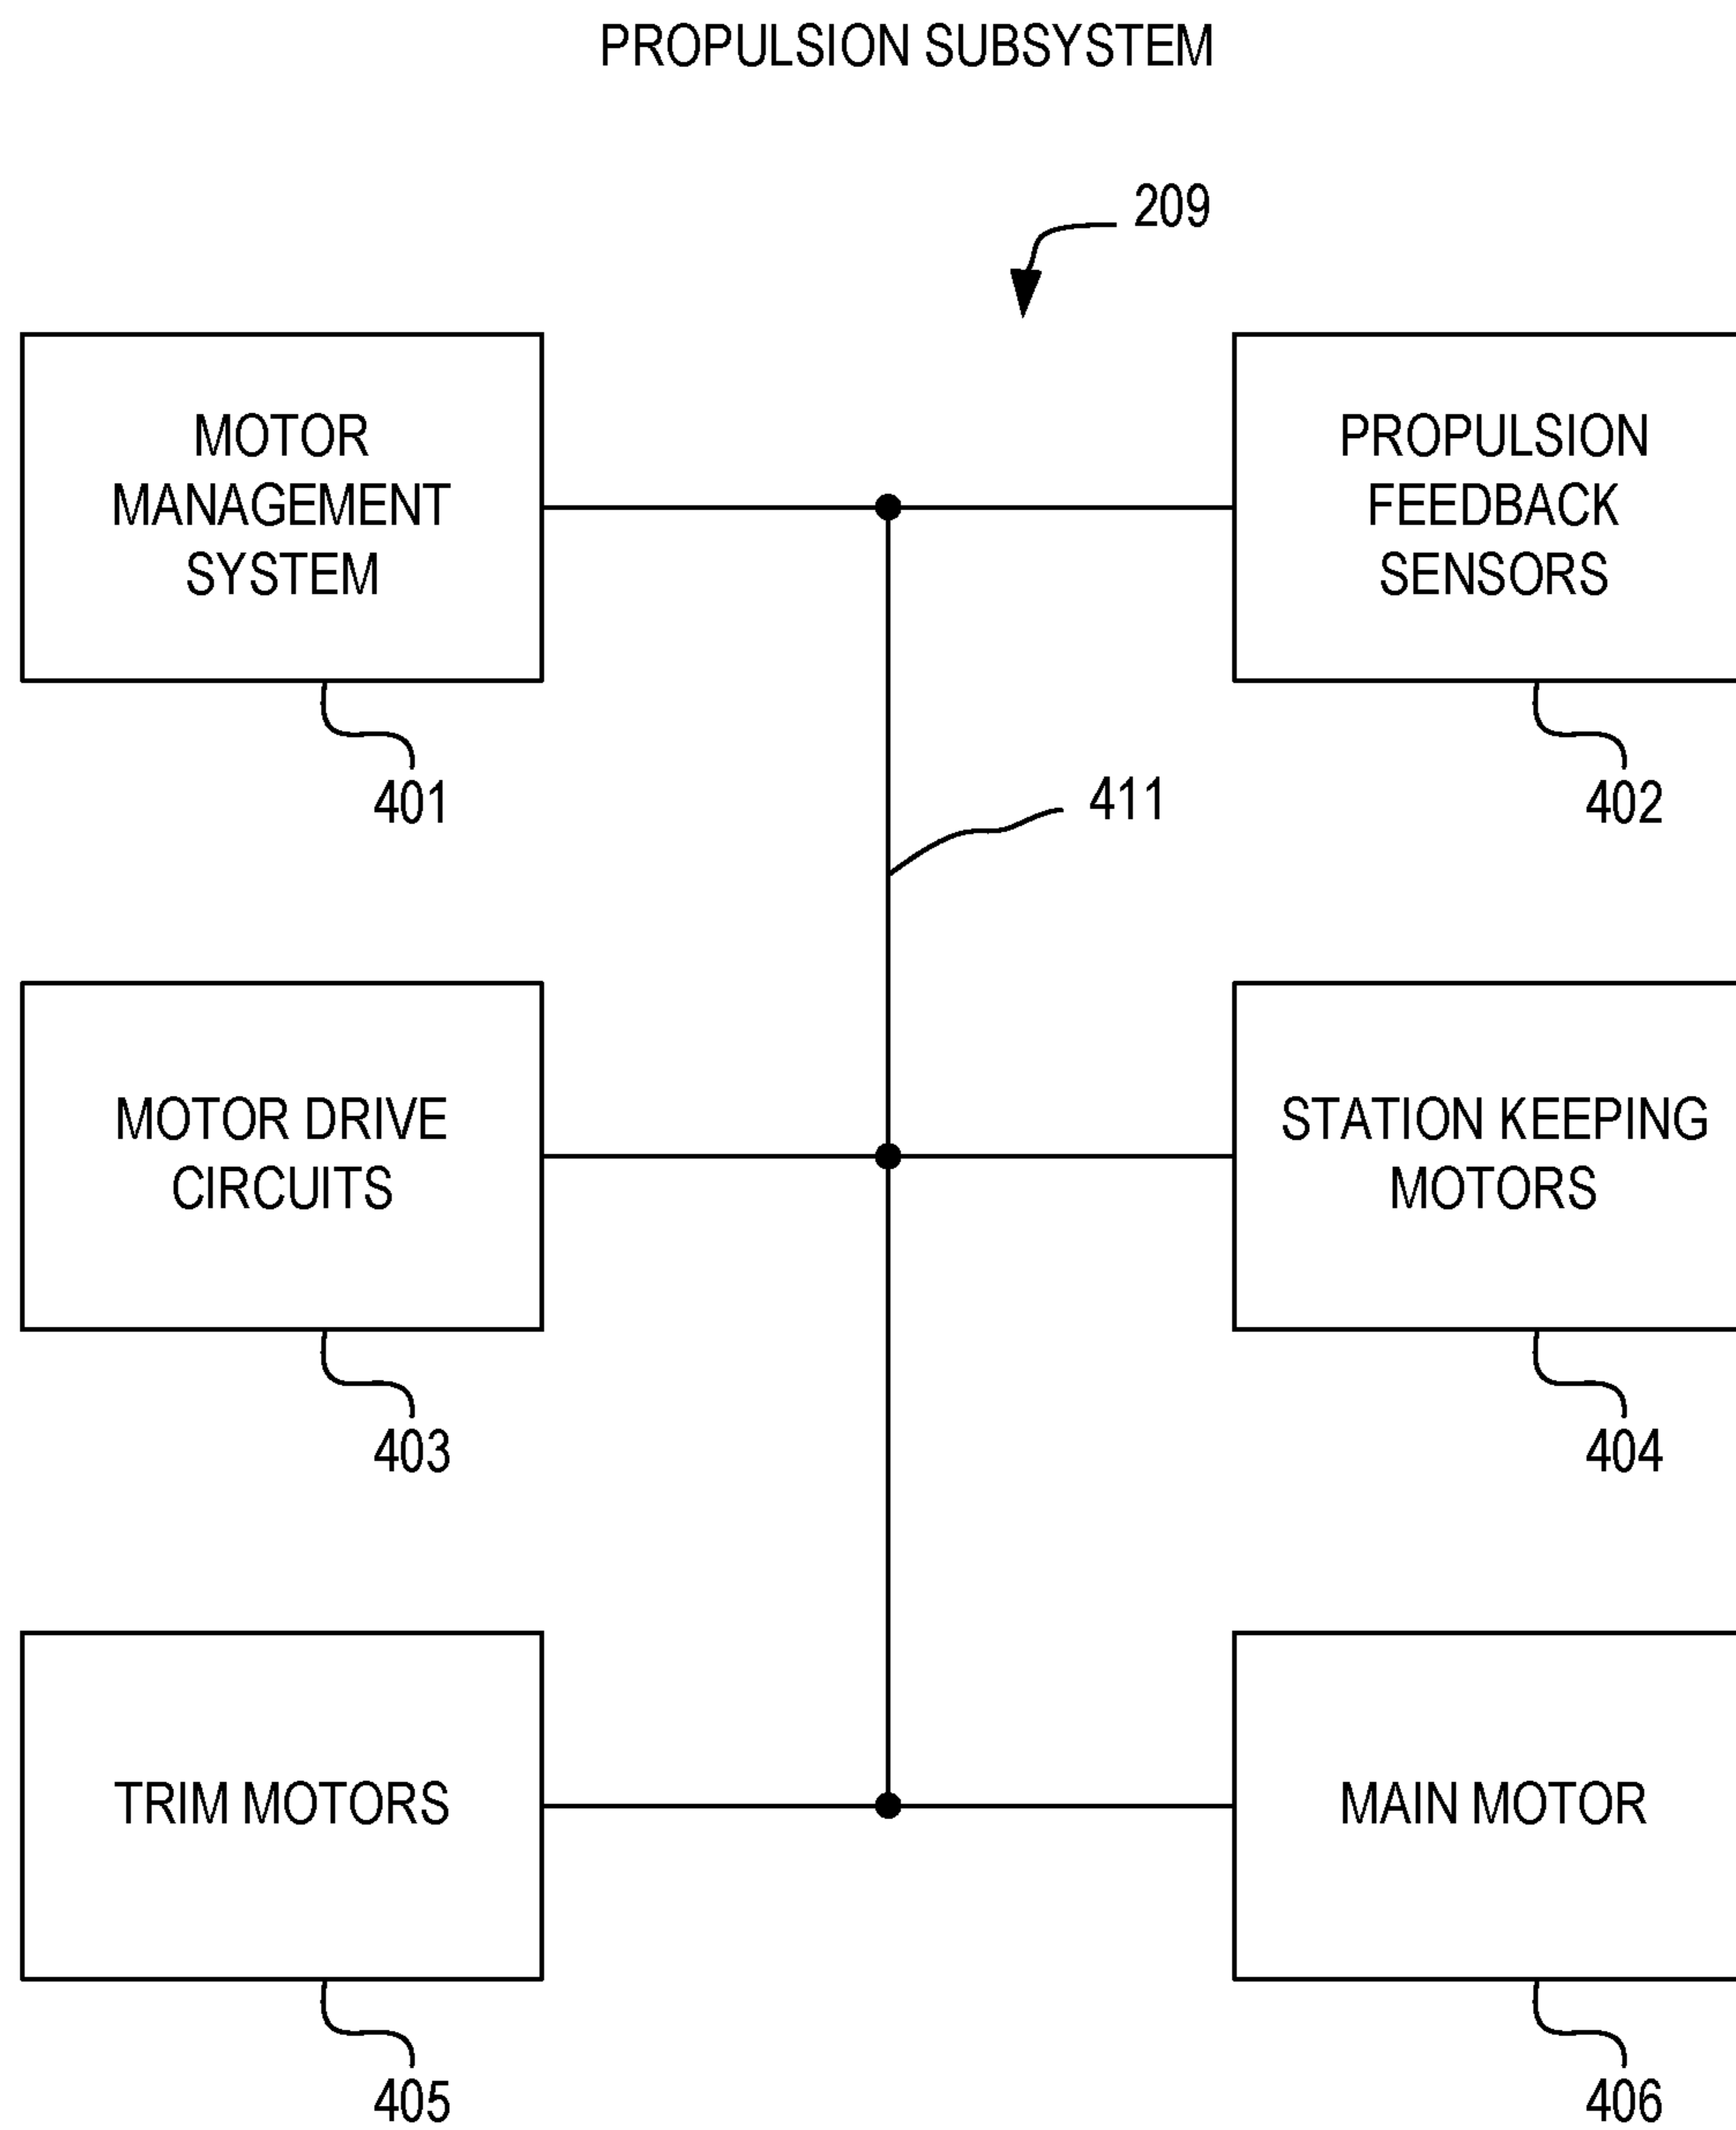 PROPULSION SUBSYSTEM
209
MOTOR
MANAGEMENT
SYSTEM
401
PROPULSION
FEEDBACK
SENSORS
402
411
MOTOR DRIVE
CIRCUITS
403
STATION KEEPING
MOTORS
404
TRIM MOTORS
405
MAIN MOTOR
406